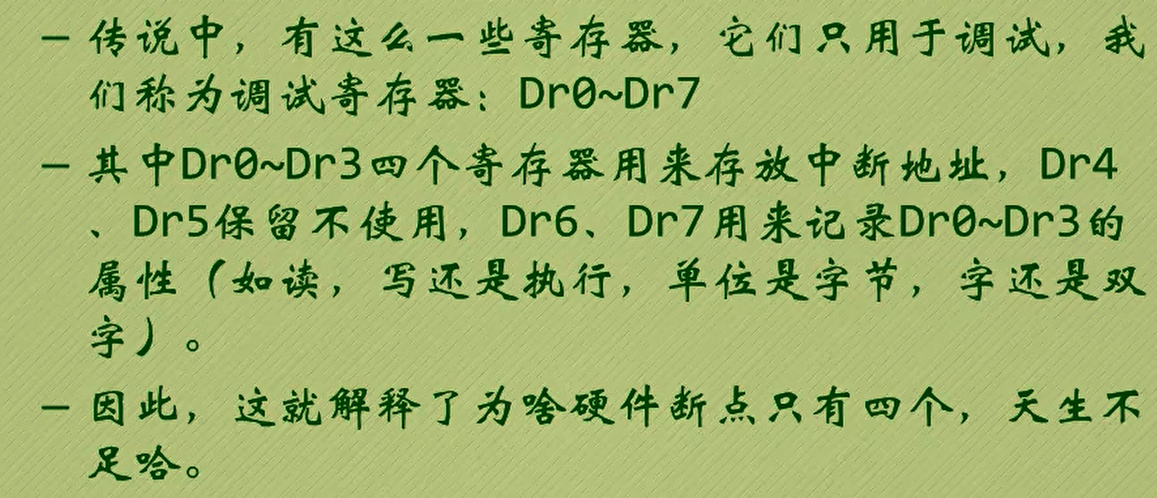 – 传说中，有这么一些寄存器，它们只用于调试，我
们称为调试寄存器：Dr0~Dr7
– 其中Dr0~Dr3四个寄存器用来存放中断地址，Dr4
、Dr5保留不使用，Dr6、Dr7用来记录Dr0~Dr3的
属性（如读，写还是执行，单位是字节，字还是双
字）。
– 因此，这就解释了为啥硬件断点只有四个，天生不
足哈。